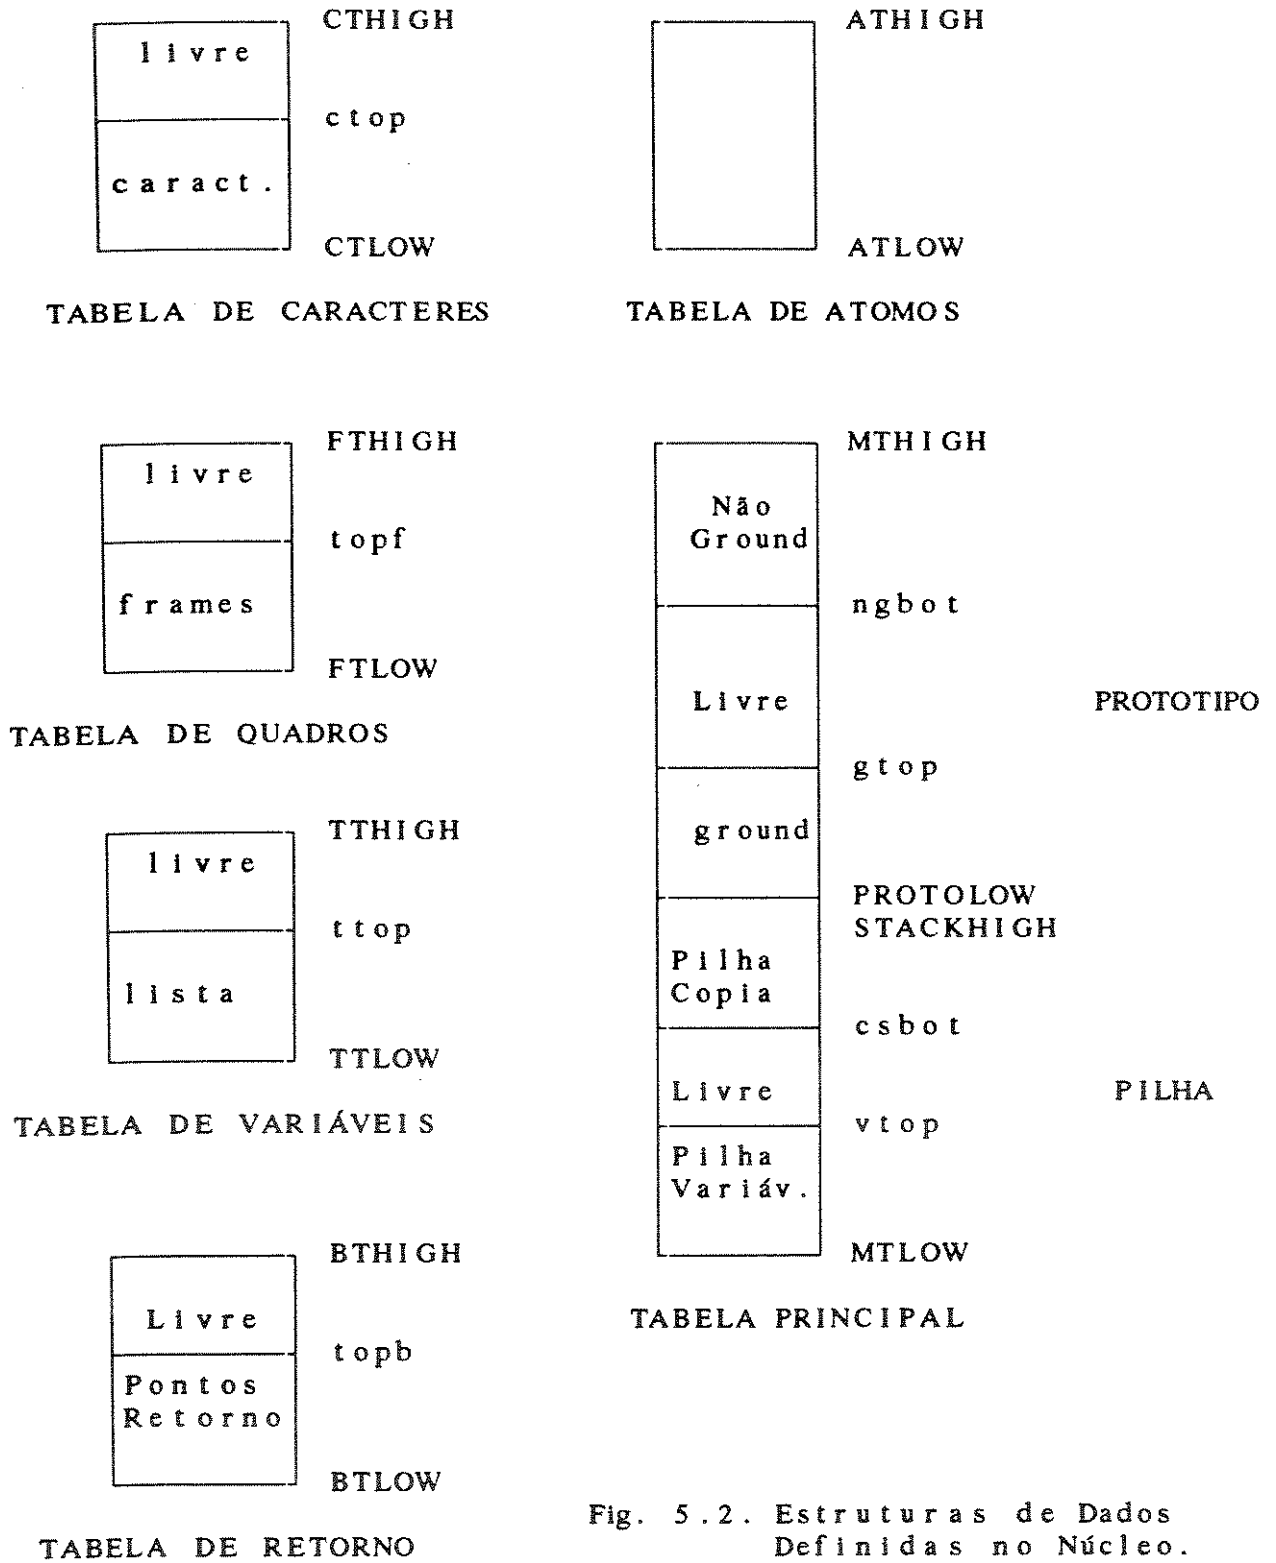 CTHIGH
livre
ctop
caract.
CTLOW
TABELA DE CARACTERES
ATHIGH
ATLOW
TABELA DE ATOMOS
FTHIGH
livre
topf
frames
FTLOW
TABELA DE QUADROS
TTHIGH
livre
ttop
lista
TTLOW
TABELA DE VARIÁVEIS
BTHIGH
Livre
topb
Pontos
Retorno
BTLOW
TABELA DE RETORNO
MTHIGH
Não
Ground
ngbot
Livre
PROTOTIPO
gtop
ground
PROTOLOW
STACKHIGH
Pilha
Copia
csbot
Livre
PILHA
vtop
Pilha
Variáv.
MTLOW
TABELA PRINCIPAL
Fig. 5.2. Estruturas de Dados
Definidas no Núcleo.